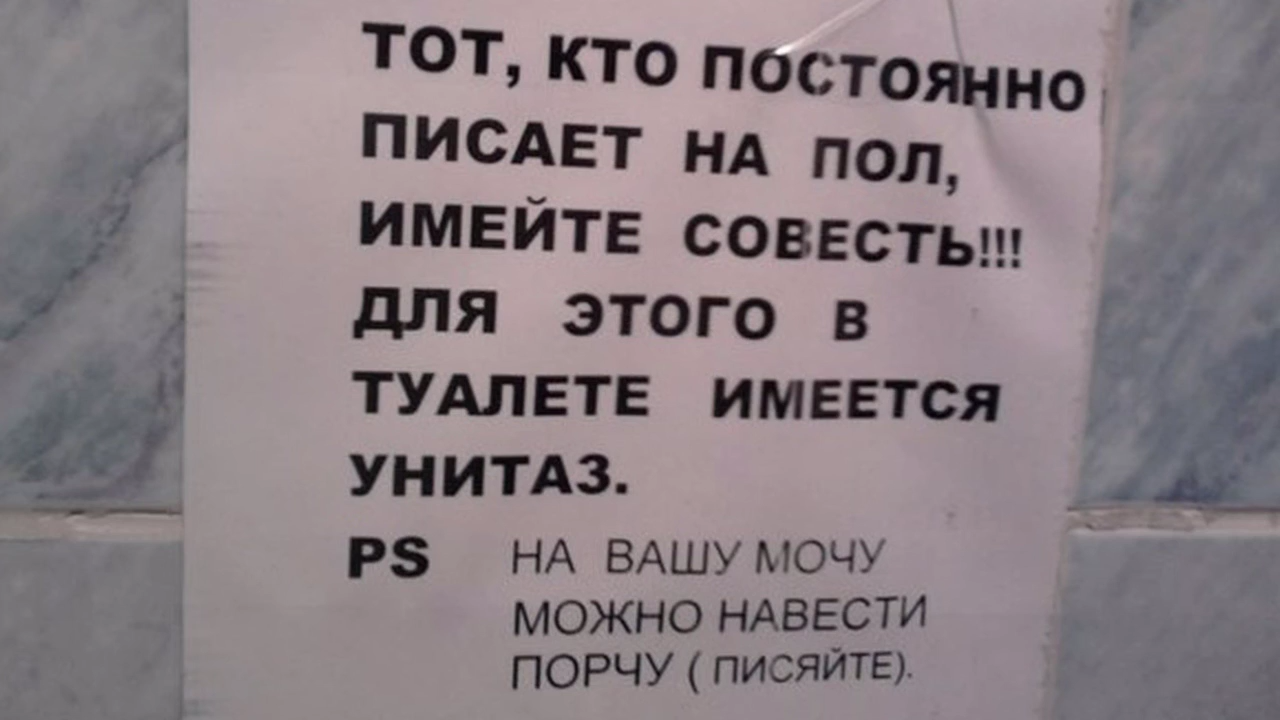 ТОТ, КТО ПОСТОЯННО
ПИСАЕТ НА ПОЛ,
ИМЕЙТЕ СОВЕСТЬ!!!
ДЛЯ ЭТОГО В
ТУАЛЕТЕ ИМЕЕТСЯ
УНИТАЗ.
PS НА ВАШУ МОЧУ
МОЖНО НАВЕСТИ
ПОРЧУ ( ПИСЯЙТЕ).